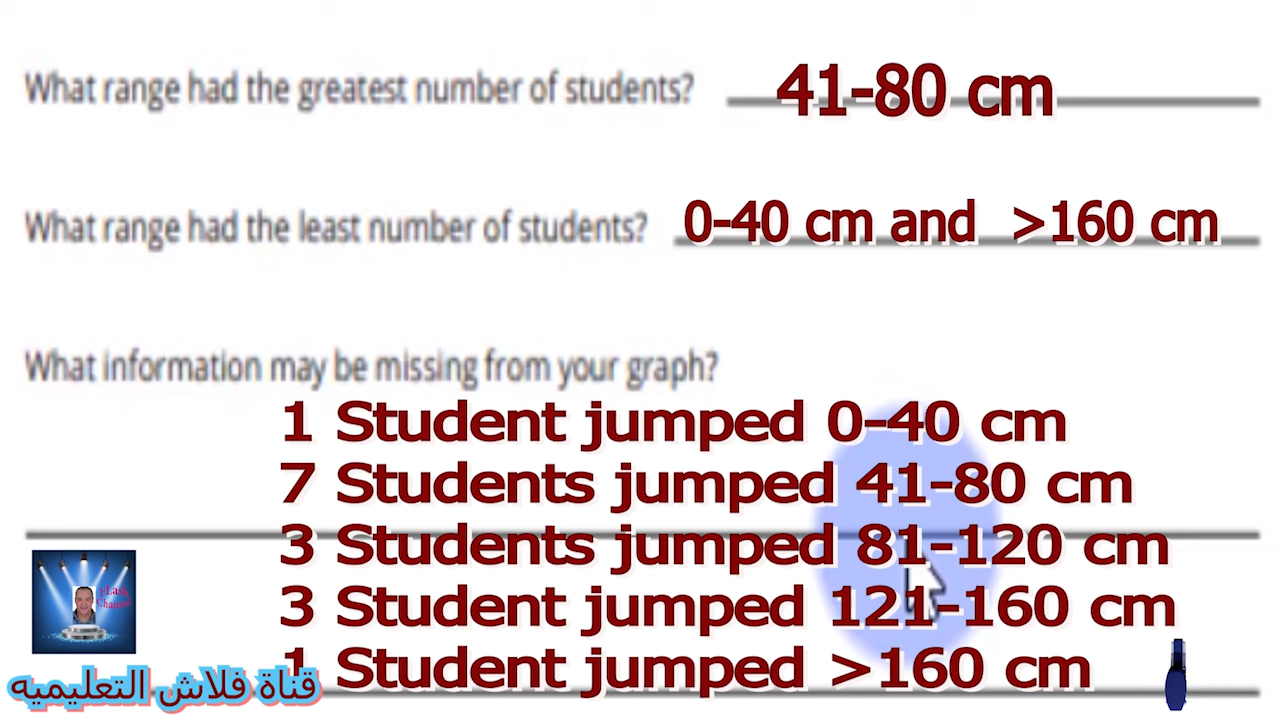 What range had the greatest number of students? 41-80 cm
What range had the least number of students? 0-40 cm and >160 cm
What information may be missing from your graph?
1 Student jumped 0-40 cm
7 Students jumped 41-80 cm
3 Students jumped 81-120 cm
3 Student jumped 121-160 cm
1 Student jumped >160 cm
FLash
Channel
قناة فلاش التعليميه